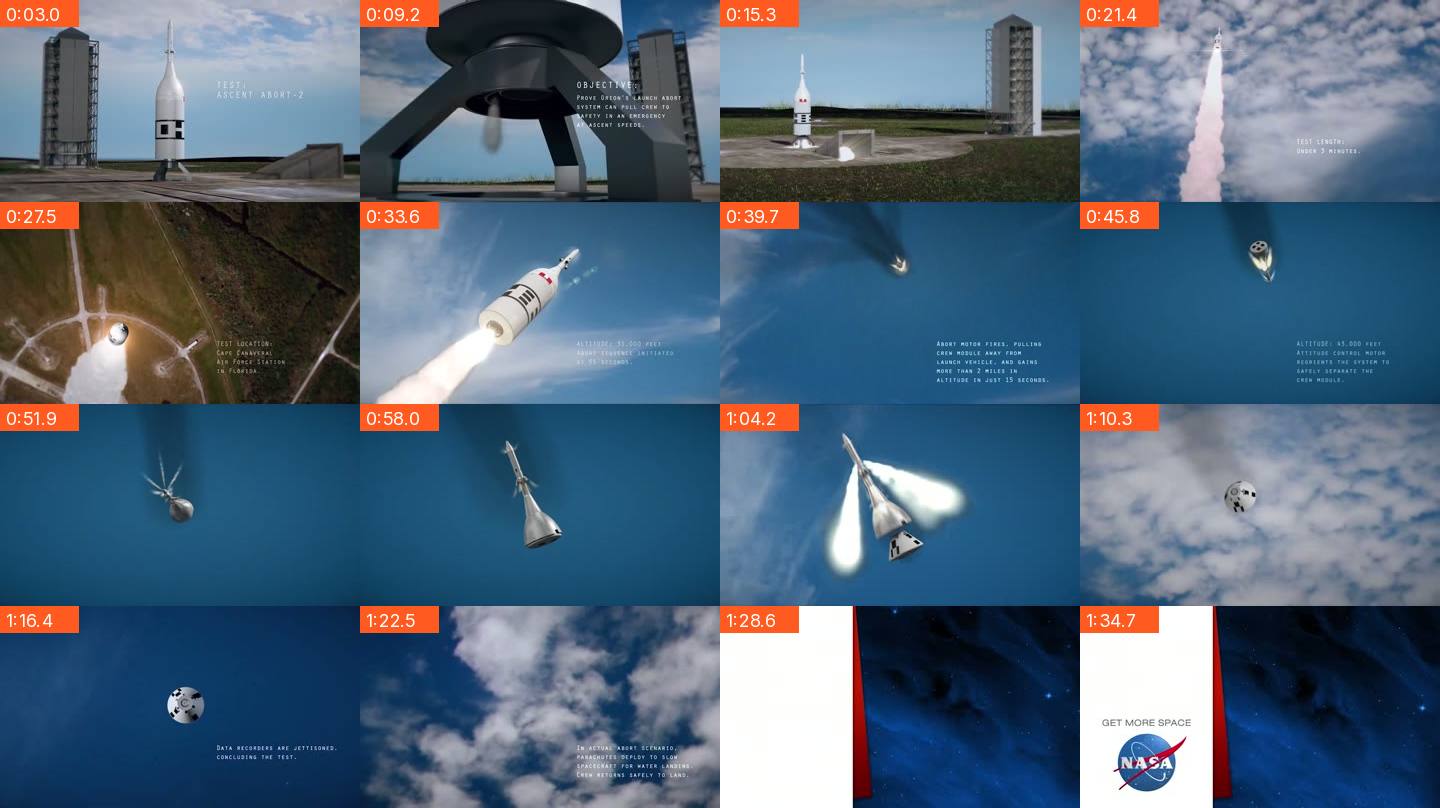 0:03.0
TEST:
ASCENT ABORT-2
0:09.2
OBJECTIVE:
PROVE ORION'S LAUNCH ABORT
SYSTEM CAN PULL CREW TO
SAFETY IN AN EMERGENCY
AT ASCENT SPEEDS.
0:15.3
0:21.4
TEST LENGTH:
UNDER 3 MINUTES.
0:27.5
TEST LOCATION:
CAPE CANAVERAL
AIR FORCE STATION
IN FLORIDA.
0:33.6
ALTITUDE: 31,000 FEET
ABORT SEQUENCE INITIATED
0:39.7
ABORT MOTOR FIRES, PULLING
CREW MODULE AWAY FROM
LAUNCH VEHICLE, AND GAINS
MORE THAN 2 MILES IN
ALTITUDE IN JUST 15 SECONDS.
0:45.8
ALTITUDE: 43,000 FEET
ATTITUDE CONTROL MOTOR
REORIENTS THE SYSTEM TO
SAFELY SEPARATE THE
CREW MODULE.
0:51.9
0:58.0
1:04.2
1:10.3
1:16.4
DATA RECORDERS ARE JETTISONED,
CONCLUDING THE TEST.
1:22.5
IN ACTUAL ABORT SCENARIO,
PARACHUTES DEPLOY TO SLOW
SPACECRAFT FOR WATER LANDING.
CREW RETURNS SAFELY TO LAND.
1:28.6
1:34.7
GET MORE SPACE
NASA